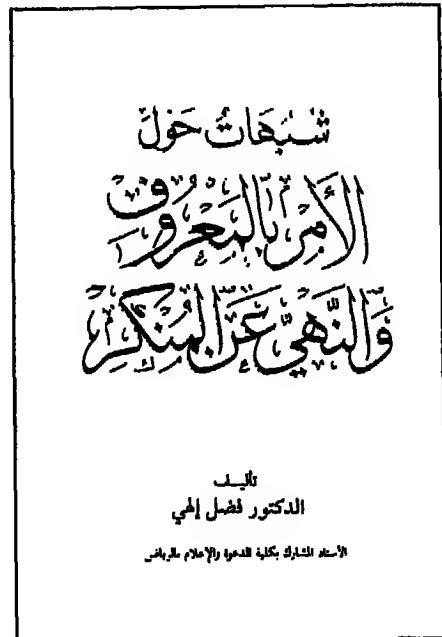 شبهات حول
الأمر بالمعروف
والنهي عن المنكر
تأليف
الدكتور فضل إلهي
الأستاذ المشارك بكلية الدعوة والإعلام بالرياض